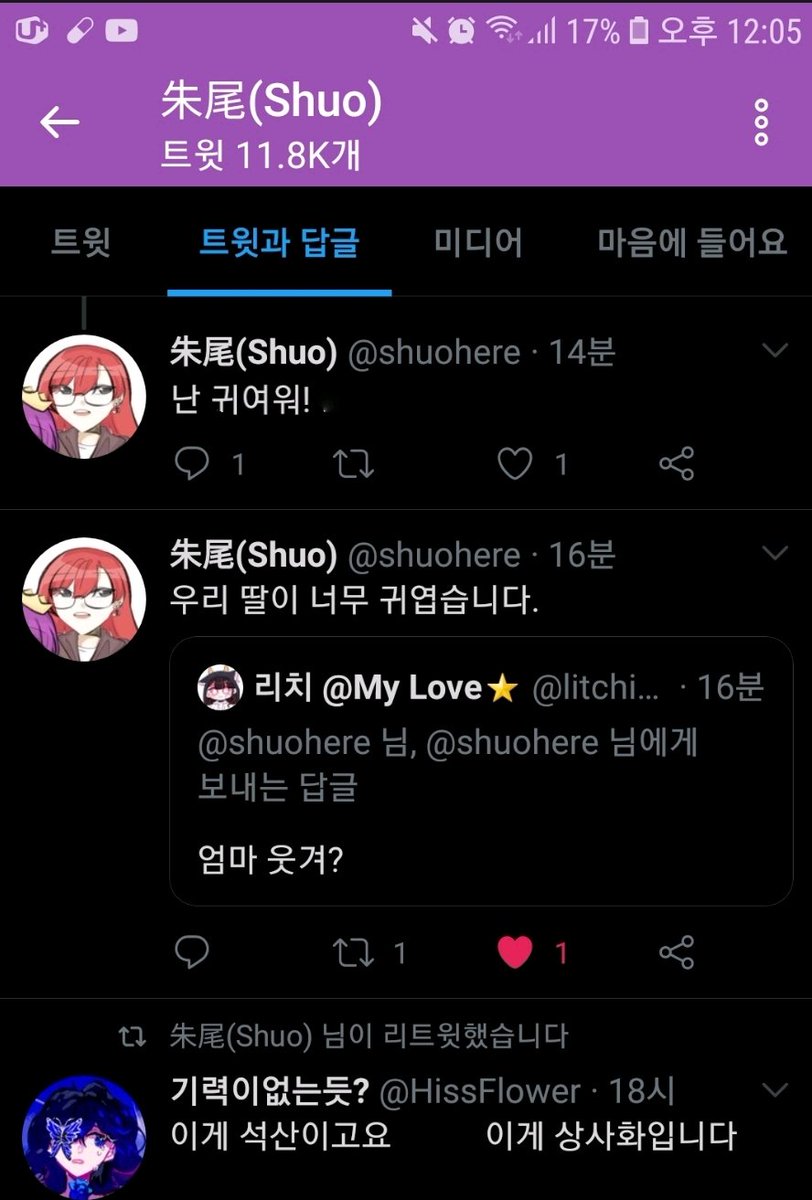 17% 오후 12:05
朱尾(Shuo)
트윗 11.8K개
트윗 트윗과 답글 미디어 마음에 들어요
朱尾(Shuo) @shuohere · 14분
난 귀여워! .
1 1
朱尾(Shuo) @shuohere · 16분
우리 딸이 너무 귀엽습니다.
리치 @My Love⭐ @litchi... · 16분
@shuohere 님, @shuohere 님에게
보내는 답글
엄마 웃겨?
1 1
朱尾(Shuo) 님이 리트윗했습니다
기력이없는듯? @HissFlower · 18시
이게 석산이고요 이게 상사화입니다